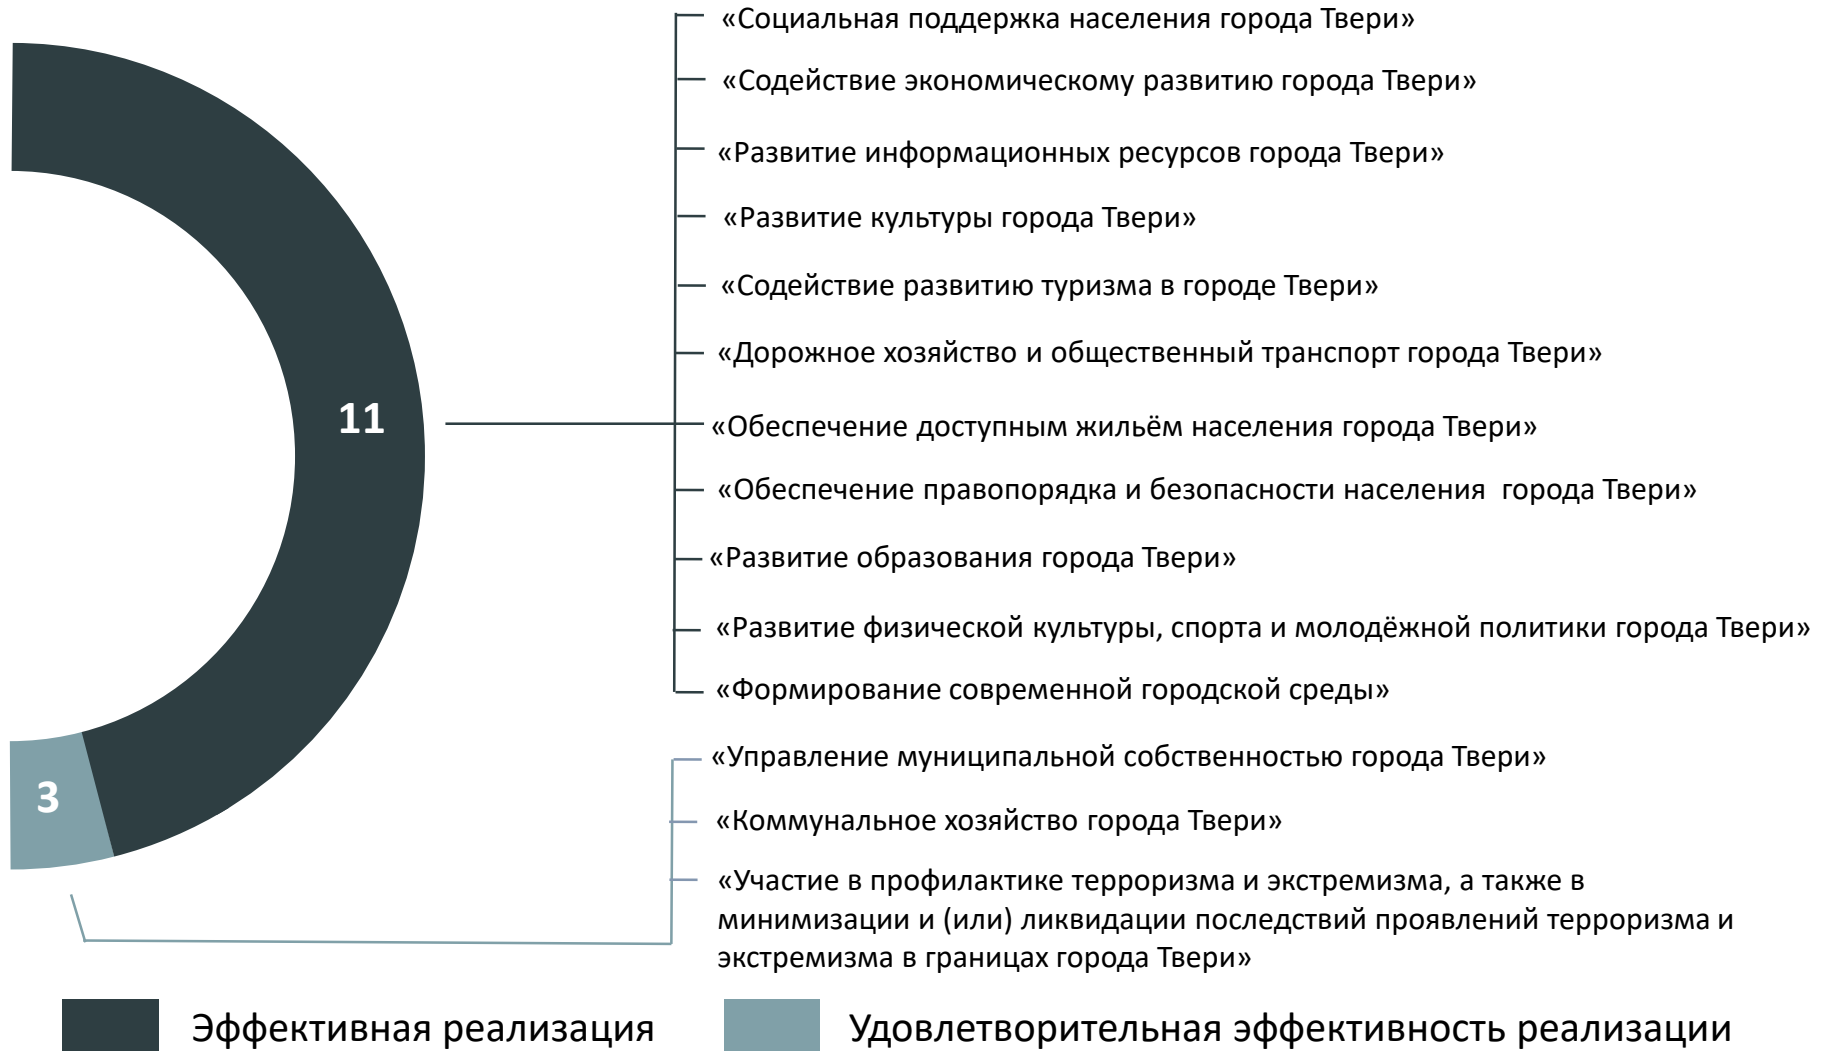 «Социальная поддержка населения города Твери»
«Содействие экономическому развитию города Твери»
«Развитие информационных ресурсов города Твери»
«Развитие культуры города Твери»
«Содействие развитию туризма в городе Твери»
«Дорожное хозяйство и общественный транспорт города Твери»
11
«Обеспечение доступным жильём населения города Твери»
«Обеспечение правопорядка и безопасности населения  города Твери»
«Развитие образования города Твери»
«Развитие физической культуры, спорта и молодёжной политики города Твери»
«Формирование современной городской среды»
3
«Управление муниципальной собственностью города Твери»
«Коммунальное хозяйство города Твери»
«Участие в профилактике терроризма и экстремизма, а также в
минимизации и (или) ликвидации последствий проявлений терроризма и
экстремизма в границах города Твери»
Эффективная реализация
Удовлетворительная эффективность реализации